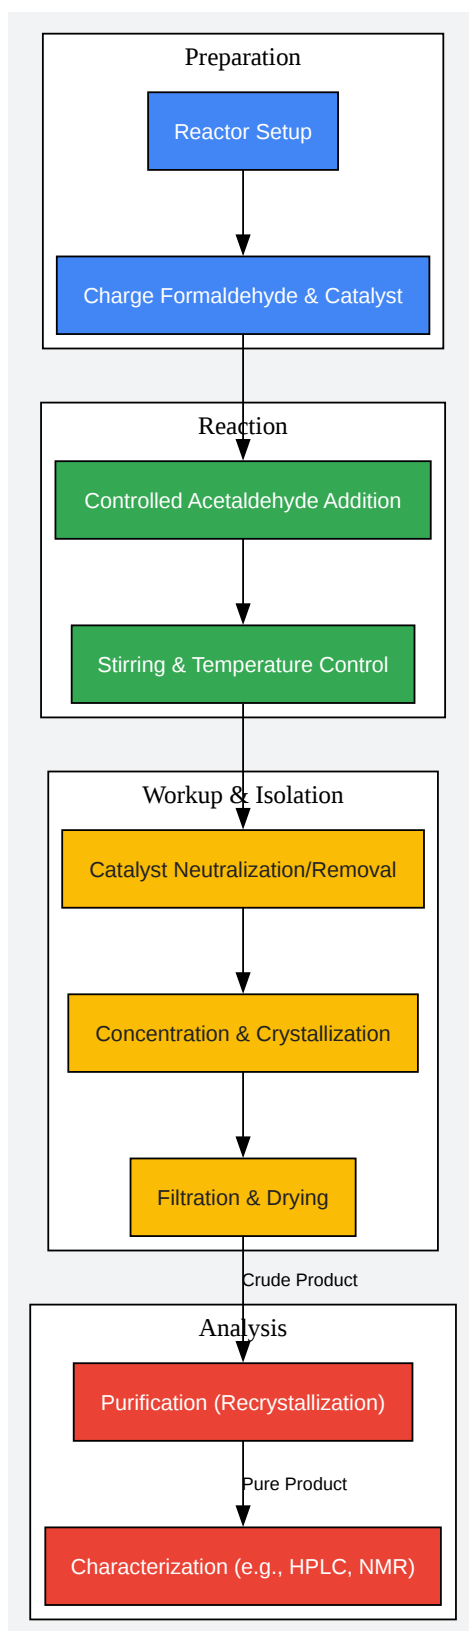 Preparation
Reactor Setup
Charge Formaldehyde & Catalyst
Reaction
Controlled Acetaldehyde Addition
Stirring & Temperature Control
Workup & Isolation
Catalyst Neutralization/Removal
Concentration & Crystallization
Filtration & Drying
Crude Product
Analysis
Purification (Recrystallization)
Pure Product
Characterization (e.g., HPLC, NMR)